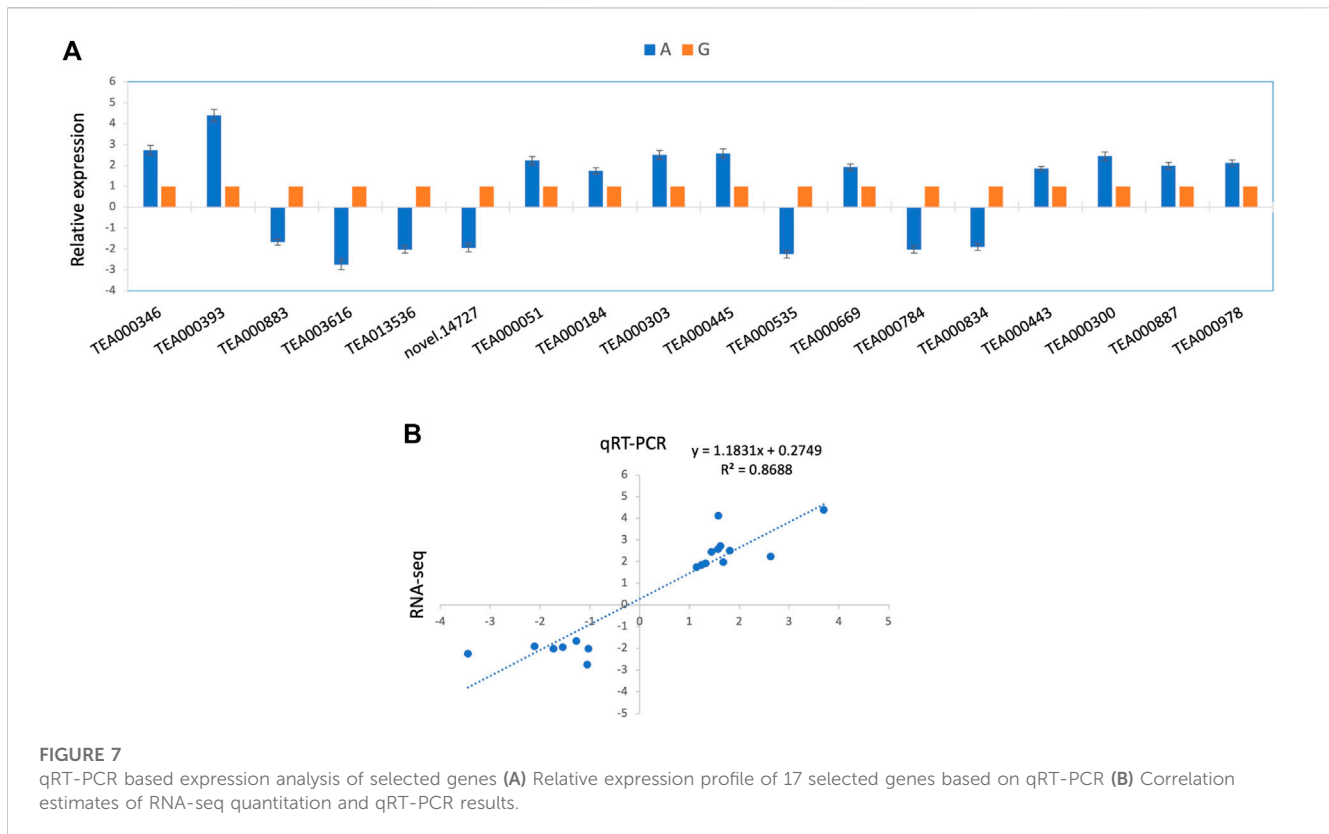 A
A G
Relative expression
6
5
4
3
2
1
0
-1
-2
-3
-4
TEA000346 TEA000393 TEA000883 TEA003616 TEA013536 novel.14727 TEA000051 TEA000184 TEA000303 TEA000445 TEA000535 TEA000669 TEA000784 TEA000834 TEA000443 TEA000300 TEA000887 TEA000978
B
qRT-PCR
y = 1.1831x + 0.2749
R² = 0.8688
RNA-seq
6
5
4
3
2
1
0
-4 -3 -2 -1 0 1 2 3 4 5
-1
-2
-3
-4
-5
FIGURE 7
qRT-PCR based expression analysis of selected genes (A) Relative expression profile of 17 selected genes based on qRT-PCR (B) Correlation
estimates of RNA-seq quantitation and qRT-PCR results.